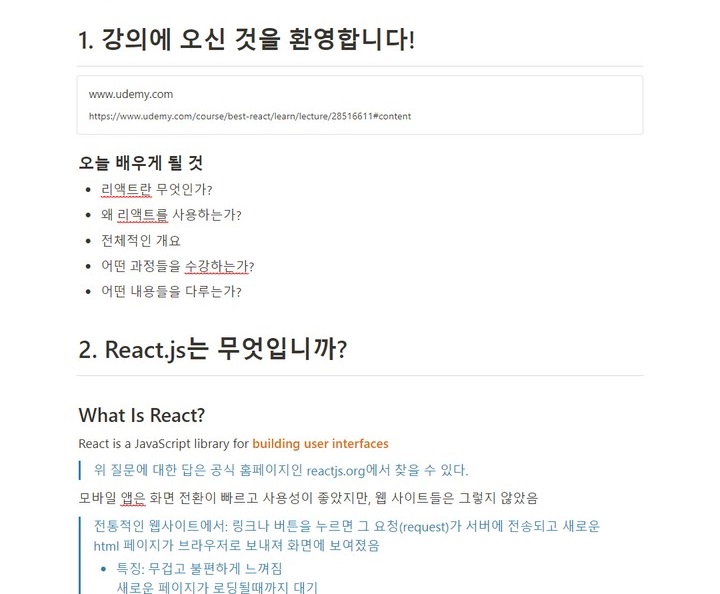 1. 강의에 오신 것을 환영합니다!
www.udemy.com
https://www.udemy.com/course/best-react/learn/lecture/28516611#content
오늘 배우게 될 것
• 리액트란 무엇인가?
• 왜 리액트를 사용하는가?
• 전체적인 개요
• 어떤 과정들을 수강하는가?
• 어떤 내용들을 다루는가?
2. React.js는 무엇입니까?
What Is React?
React is a JavaScript library for building user interfaces
위 질문에 대한 답은 공식 홈페이지인 reactjs.org에서 찾을 수 있다.
모바일 앱은 화면 전환이 빠르고 사용성이 좋았지만, 웹 사이트들은 그렇지 않았음
전통적인 웹사이트에서: 링크나 버튼을 누르면 그 요청(request)가 서버에 전송되고 새로운
html 페이지가 브라우저로 보내져 화면에 보여졌음
• 특징: 무겁고 불편하게 느껴짐
새로운 페이지가 로딩될때까지 대기